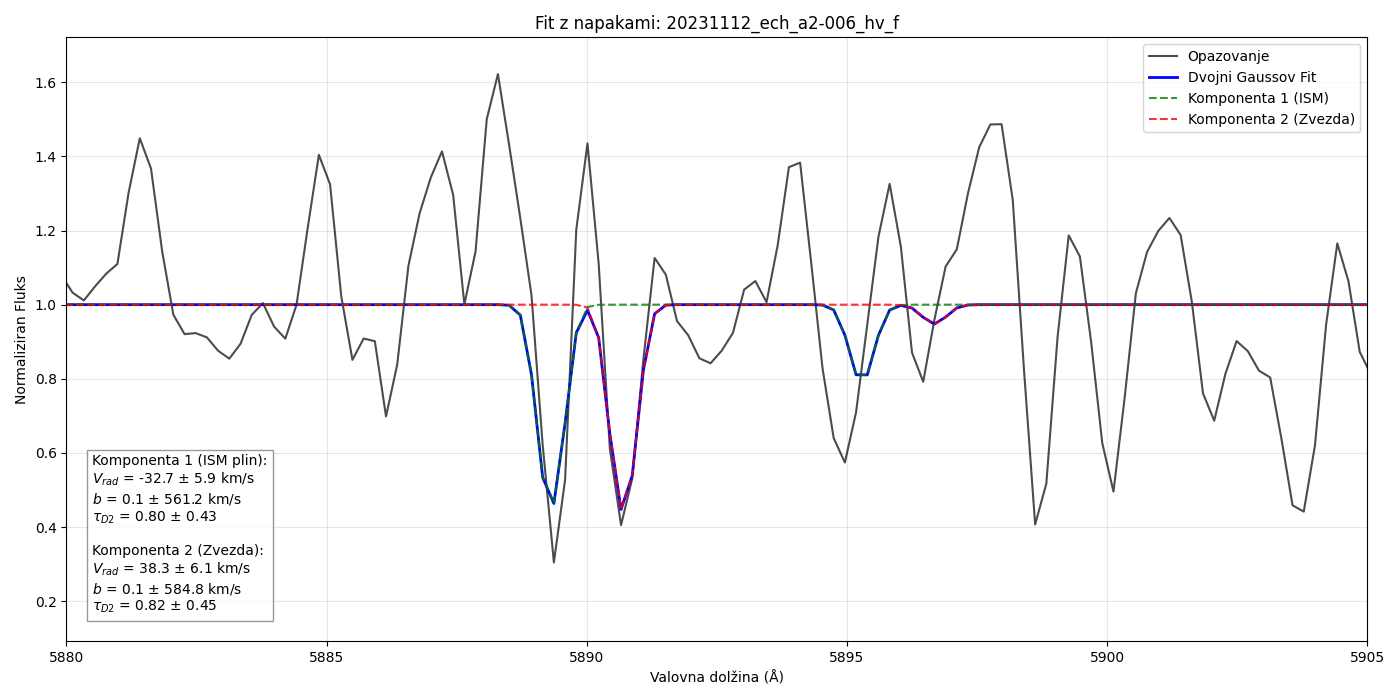 Fit z napakami: 20231112_ech_a2-006_hv_f
Normaliziran Fluks
1.6
1.4
1.2
1.0
0.8
0.6
0.4
0.2
Opazovanje
Dvojni Gaussov Fit
Komponenta 1 (ISM)
Komponenta 2 (Zvezda)
Komponenta 1 (ISM plin):
V_rad = -32.7 ± 5.9 km/s
b = 0.1 ± 561.2 km/s
τ_D2 = 0.80 ± 0.43
Komponenta 2 (Zvezda):
V_rad = 38.3 ± 6.1 km/s
b = 0.1 ± 584.8 km/s
τ_D2 = 0.82 ± 0.45
5880 5885 5890 5895 5900 5905
Valovna dolžina (Å)